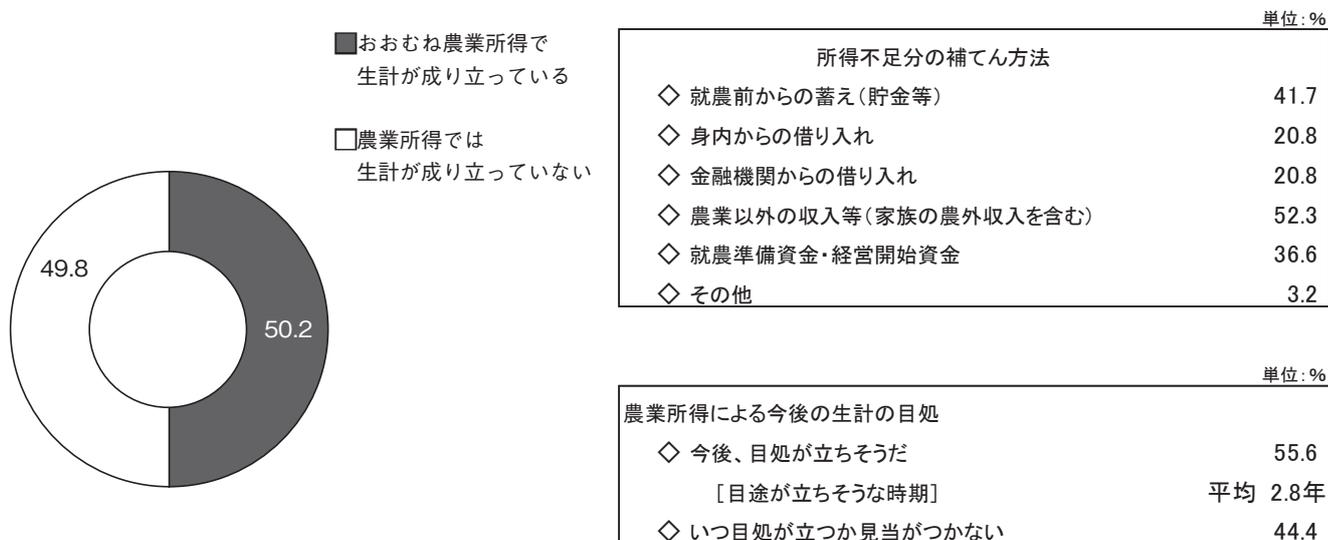 おおむね農業所得で
生計が成り立っている
農業所得では
生計が成り立っていない
49.8
50.2
単位:%
所得不足分の補てん方法
◇ 就農前からの蓄え(貯金等) 41.7
◇ 身内からの借り入れ 20.8
◇ 金融機関からの借り入れ 20.8
◇ 農業以外の収入等(家族の農外収入を含む) 52.3
◇ 就農準備資金・経営開始資金 36.6
◇ その他 3.2
単位:%
農業所得による今後の生計の目処
◇ 今後、目処が立ちそうだ 55.6
[目途が立ちそうな時期] 平均 2.8年
◇ いつ目処が立つか見当がつかない 44.4